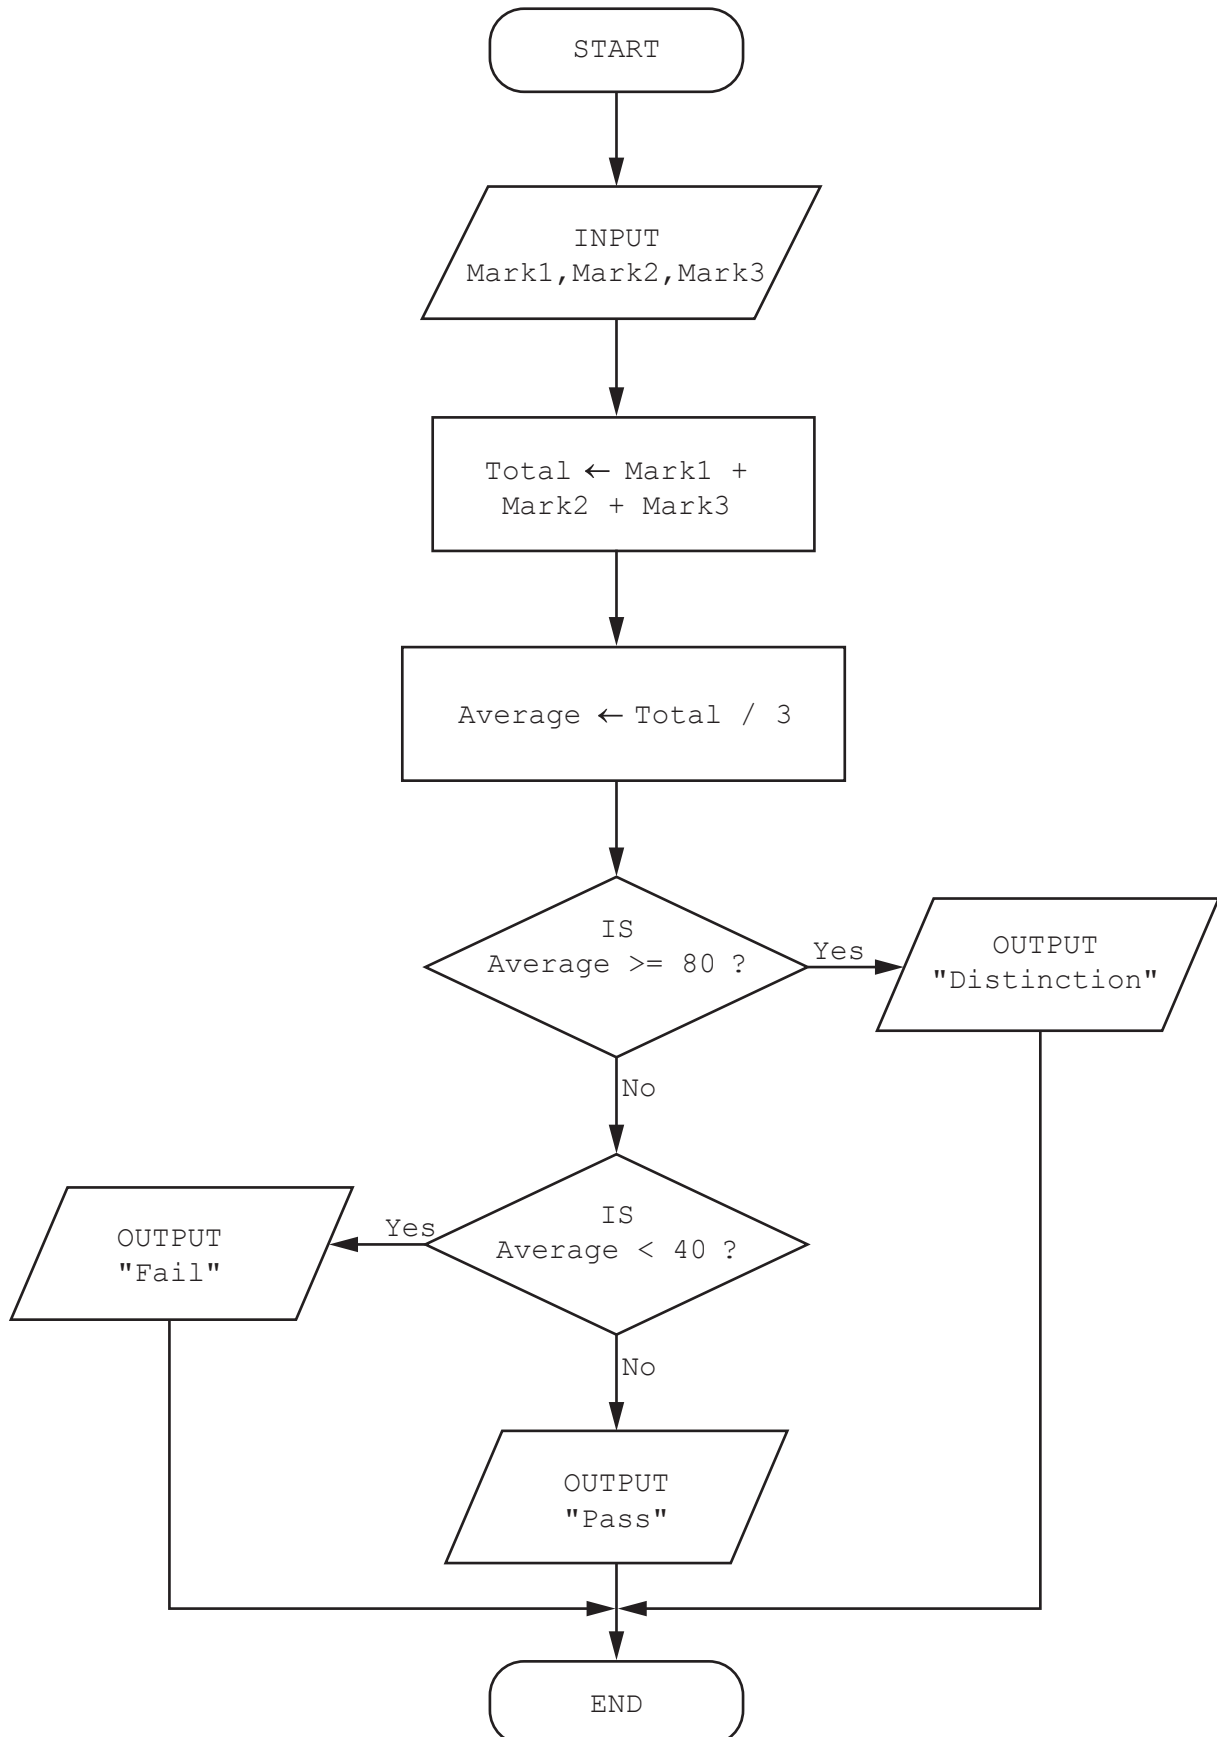 START
INPUT
Mark1,Mark2,Mark3
Total ← Mark1 +
Mark2 + Mark3
Average ← Total / 3
IS
Average >= 80 ?
Yes
OUTPUT
"Distinction"
No
IS
Average < 40 ?
Yes
OUTPUT
"Fail"
No
OUTPUT
"Pass"
END